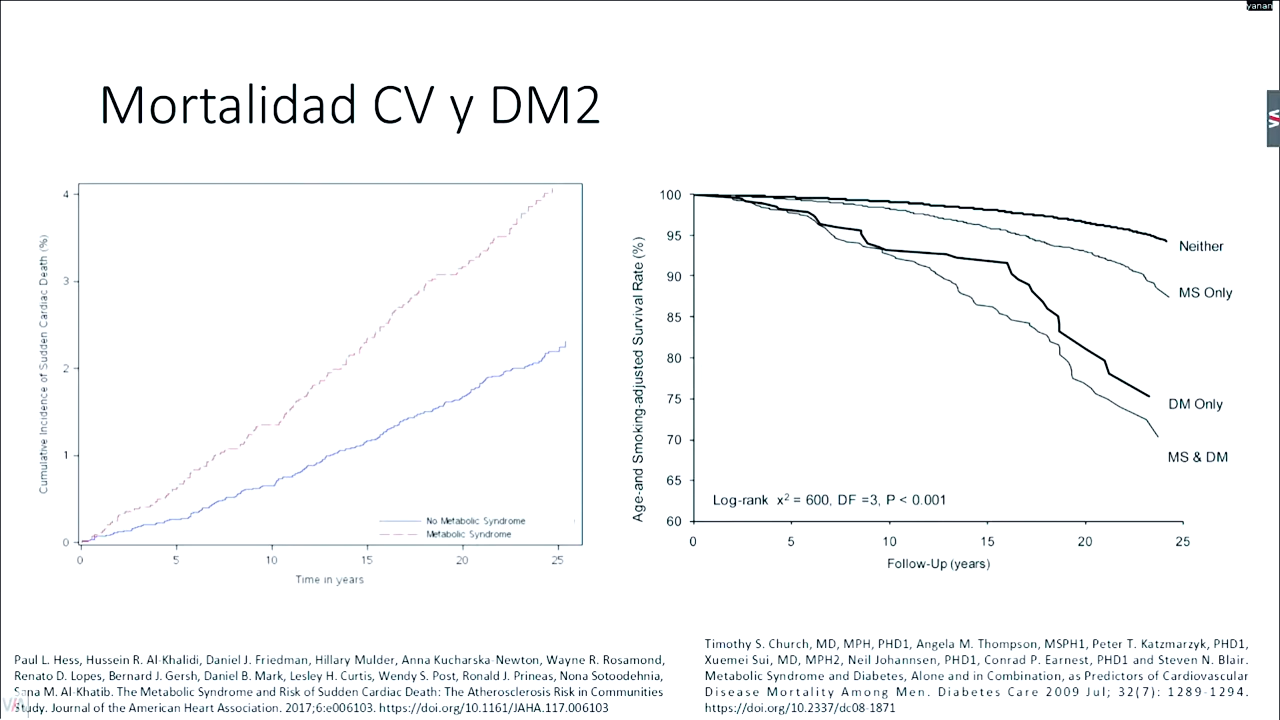 yanan
Mortalidad CV y DM2
Cumulative Incidence of Sudden Cardiac Death (%)
4
3
2
1
0
0 5 10 15 20 25
Time in years
No Metabolic Syndrome
Metabolic Syndrome
Age-and Smoking-adjusted Survival Rate (%)
100
95
90
85
80
75
70
65
60
0 5 10 15 20 25
Follow-Up (years)
Neither
MS Only
DM Only
MS & DM
Log-rank x² = 600, DF =3, P < 0.001
Paul L. Hess, Hussein R. Al-Khalidi, Daniel J. Friedman, Hillary Mulder, Anna Kucharska-Newton, Wayne R. Rosamond,
Renato D. Lopes, Bernard J. Gersh, Daniel B. Mark, Lesley H. Curtis, Wendy S. Post, Ronald J. Prineas, Nona Sotoodehnia,
Sana M. Al-Khatib. The Metabolic Syndrome and Risk of Sudden Cardiac Death: The Atherosclerosis Risk in Communities
Study. Journal of the American Heart Association. 2017;6:e006103. https://doi.org/10.1161/JAHA.117.006103
Timothy S. Church, MD, MPH, PHD1, Angela M. Thompson, MSPH1, Peter T. Katzmarzyk, PHD1,
Xuemei Sui, MD, MPH2, Neil Johannsen, PHD1, Conrad P. Earnest, PHD1 and Steven N. Blair.
Metabolic Syndrome and Diabetes, Alone and in Combination, as Predictors of Cardiovascular
Disease Mortality Among Men. Diabetes Care 2009 Jul; 32(7): 1289-1294.
https://doi.org/10.2337/dc08-1871